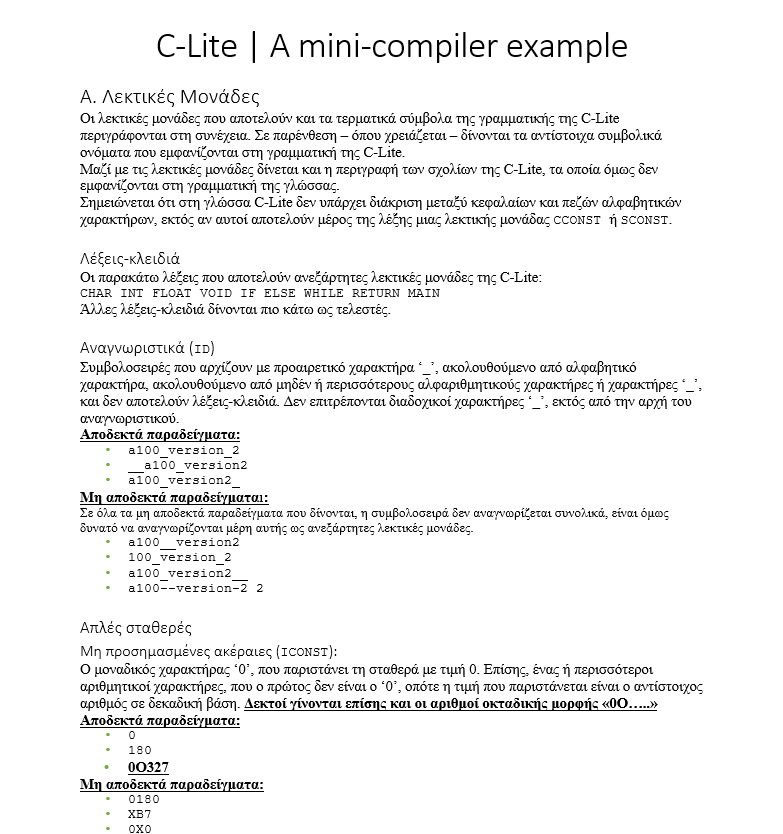 C-Lite | A mini-compiler example
Α. Λεκτικές Μονάδες
Οι λεκτικές μονάδες που αποτελούν και τα τερματικά σύμβολα της γραμματικής της C-Lite
περιγράφονται στη συνέχεια. Σε παρένθεση – όπου χρειάζεται – δίνονται τα αντίστοιχα συμβολικά
ονόματα που εμφανίζονται στη γραμματική της C-Lite.
Μαζί με τις λεκτικές μονάδες δίνεται και η περιγραφή των σχολίων της C-Lite, τα οποία όμως δεν
εμφανίζονται στη γραμματική της γλώσσας.
Σημειώνεται ότι στη γλώσσα C-Lite δεν υπάρχει διάκριση μεταξύ κεφαλαίων και πεζών αλφαβητικών
χαρακτήρων, εκτός αν αυτοί αποτελούν μέρος της λέξης μιας λεκτικής μονάδας CCONST ή SCONST.
Λέξεις-κλειδιά
Οι παρακάτω λέξεις που αποτελούν ανεξάρτητες λεκτικές μονάδες της C-Lite:
CHAR INT FLOAT VOID IF ELSE WHILE RETURN MAIN
Άλλες λέξεις-κλειδιά δίνονται πιο κάτω ως τελεστές.
Αναγνωριστικά (ID)
Συμβολοσειρές που αρχίζουν με προαιρετικό χαρακτήρα ‘_’, ακολουθούμενο από αλφαβητικό
χαρακτήρα, ακολουθούμενο από μηδέν ή περισσότερους αλφαριθμητικούς χαρακτήρες ή χαρακτήρες ‘_’,
και δεν αποτελούν λέξεις-κλειδιά. Δεν επιτρέπονται διαδοχικοί χαρακτήρες ‘_’, εκτός από την αρχή του
αναγνωριστικού.
Αποδεκτά παραδείγματα:
• a100_version_2
• __a100_version2
• a100_version2_
Μη αποδεκτά παραδείγματα1:
Σε όλα τα μη αποδεκτά παραδείγματα που δίνονται, η συμβολοσειρά δεν αναγνωρίζεται συνολικά, είναι όμως
δυνατό να αναγνωρίζονται μέρη αυτής ως ανεξάρτητες λεκτικές μονάδες.
• a100__version2
• 100_version_2
• a100_version2__
• a100--version-2 2
Απλές σταθερές
Μη προσημασμένες ακέραιες (ICONST):
Ο μοναδικός χαρακτήρας ‘0’, που παριστάνει τη σταθερά με τιμή 0. Επίσης, ένας ή περισσότεροι
αριθμητικοί χαρακτήρες, που ο πρώτος δεν είναι ο ‘0’, οπότε η τιμή που παριστάνεται είναι ο αντίστοιχος
αριθμός σε δεκαδική βάση. Δεκτοί γίνονται επίσης και οι αριθμοί οκταδικής μορφής «0Ο…..»
Αποδεκτά παραδείγματα:
• 0
• 180
• 0Ο327
Μη αποδεκτά παραδείγματα:
• 0180
• XB7
• 0X0